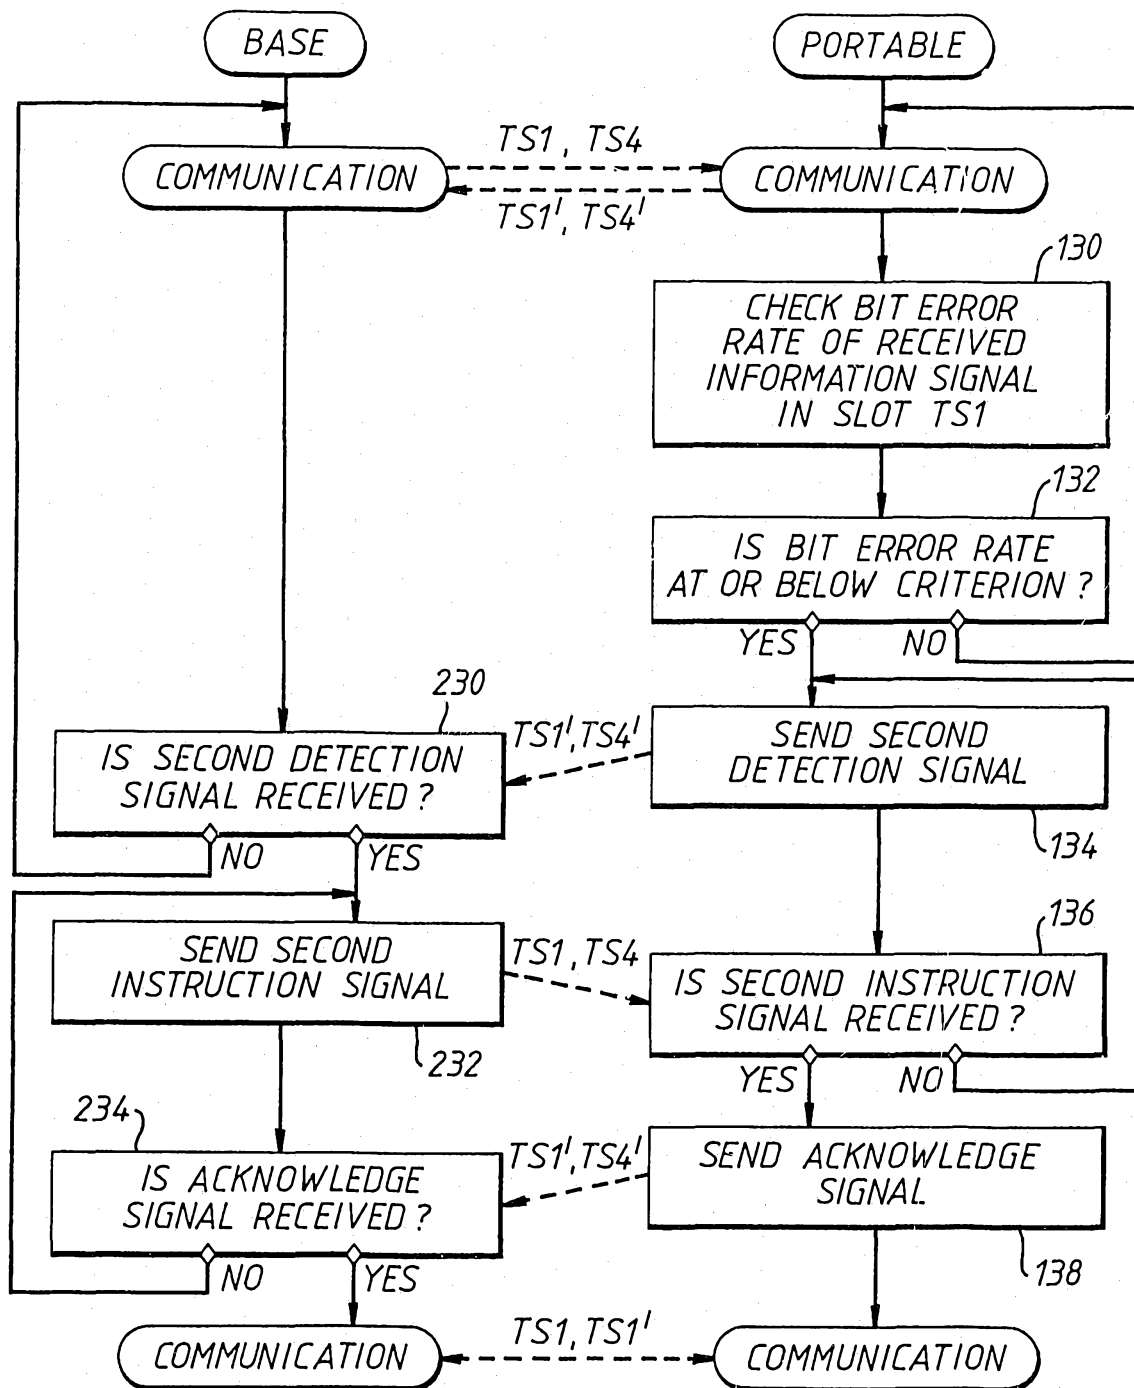 BASE
PORTABLE
TS1, TS4
COMMUNICATION
COMMUNICATION
TS1', TS4'
130
CHECK BIT ERROR
RATE OF RECEIVED
INFORMATION SIGNAL
IN SLOT TS1
132
IS BIT ERROR RATE
AT OR BELOW CRITERION?
YES
NO
230
TS1', TS4'
IS SECOND DETECTION
SIGNAL RECEIVED?
SEND SECOND
DETECTION SIGNAL
NO
YES
134
136
SEND SECOND
INSTRUCTION SIGNAL
TS1, TS4
IS SECOND INSTRUCTION
SIGNAL RECEIVED?
232
YES
NO
234
TS1', TS4'
IS ACKNOWLEDGE
SIGNAL RECEIVED?
SEND ACKNOWLEDGE
SIGNAL
NO
YES
138
TS1, TS1'
COMMUNICATION
COMMUNICATION